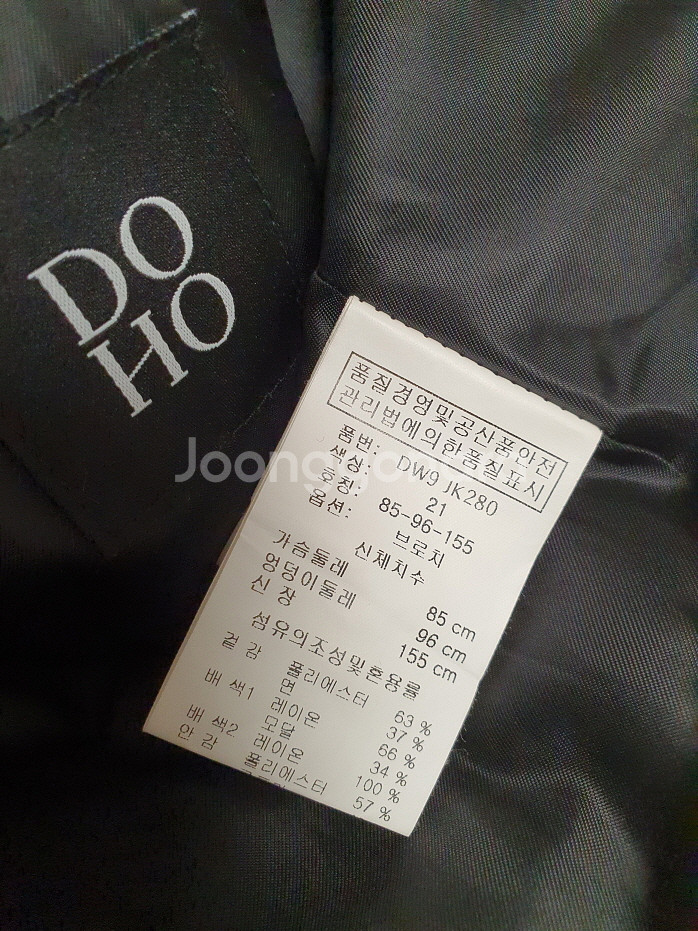 DO
HO
품질경영및공산품안전
관리법에의한품질표시
품번: DW9 JK280
색상: 21
호칭: 85-96-155
옵션: 브로치
신체치수
가슴둘레 85 cm
엉덩이둘레 96 cm
신 장 155 cm
섬유의조성및혼용률
겉 감 폴리에스터 63 %
면 37 %
배 색1 레이온 66 %
모달 34 %
배 색2 레이온 100 %
안 감 폴리에스터 57 %